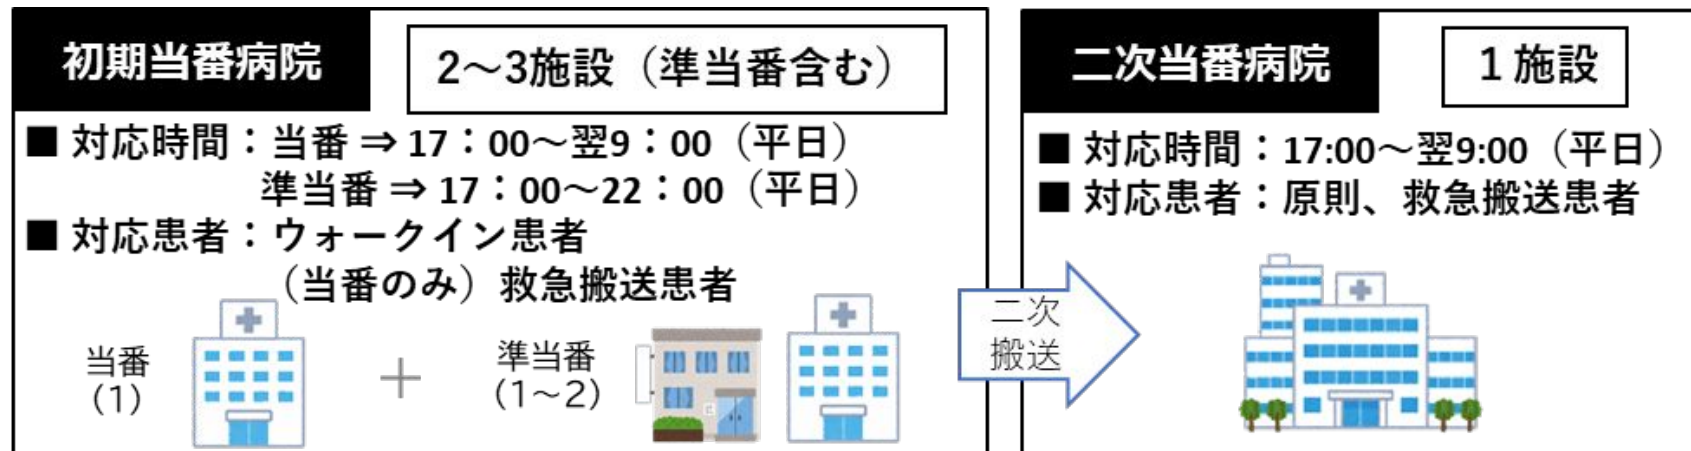 初期当番病院
2～3施設（準当番含む）
■ 対応時間：当番 ⇒ 17：00～翌9：00（平日）
準当番 ⇒ 17：00～22：00（平日）
■ 対応患者：ウォークイン患者
（当番のみ）救急搬送患者
当番
(1)
＋
準当番
(1～2)
二次
搬送
二次当番病院
1 施設
■ 対応時間：17:00～翌9:00（平日）
■ 対応患者：原則、救急搬送患者